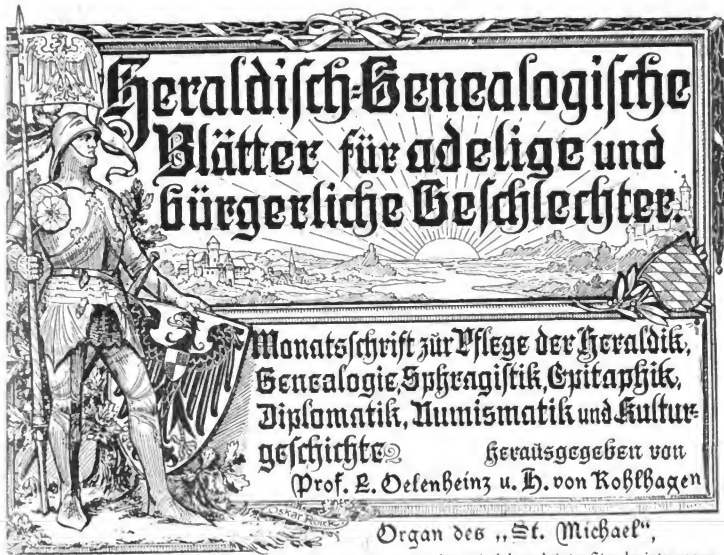 Heraldiſch-Genealogiſche
Blätter für adelige und
bürgerliche Geſchlechter.
Monatsſchrift zür Pflege der Heraldik,
Genealogie, Sphragiſtik, Epitaphik,
Diplomatik, Numismatik und Kultur-
geſchichte
herausgegeben von
(Prof. L. Oelenheinz u. H. von Kohlhagen
Oskar Roick
Organ des „St. Michael",